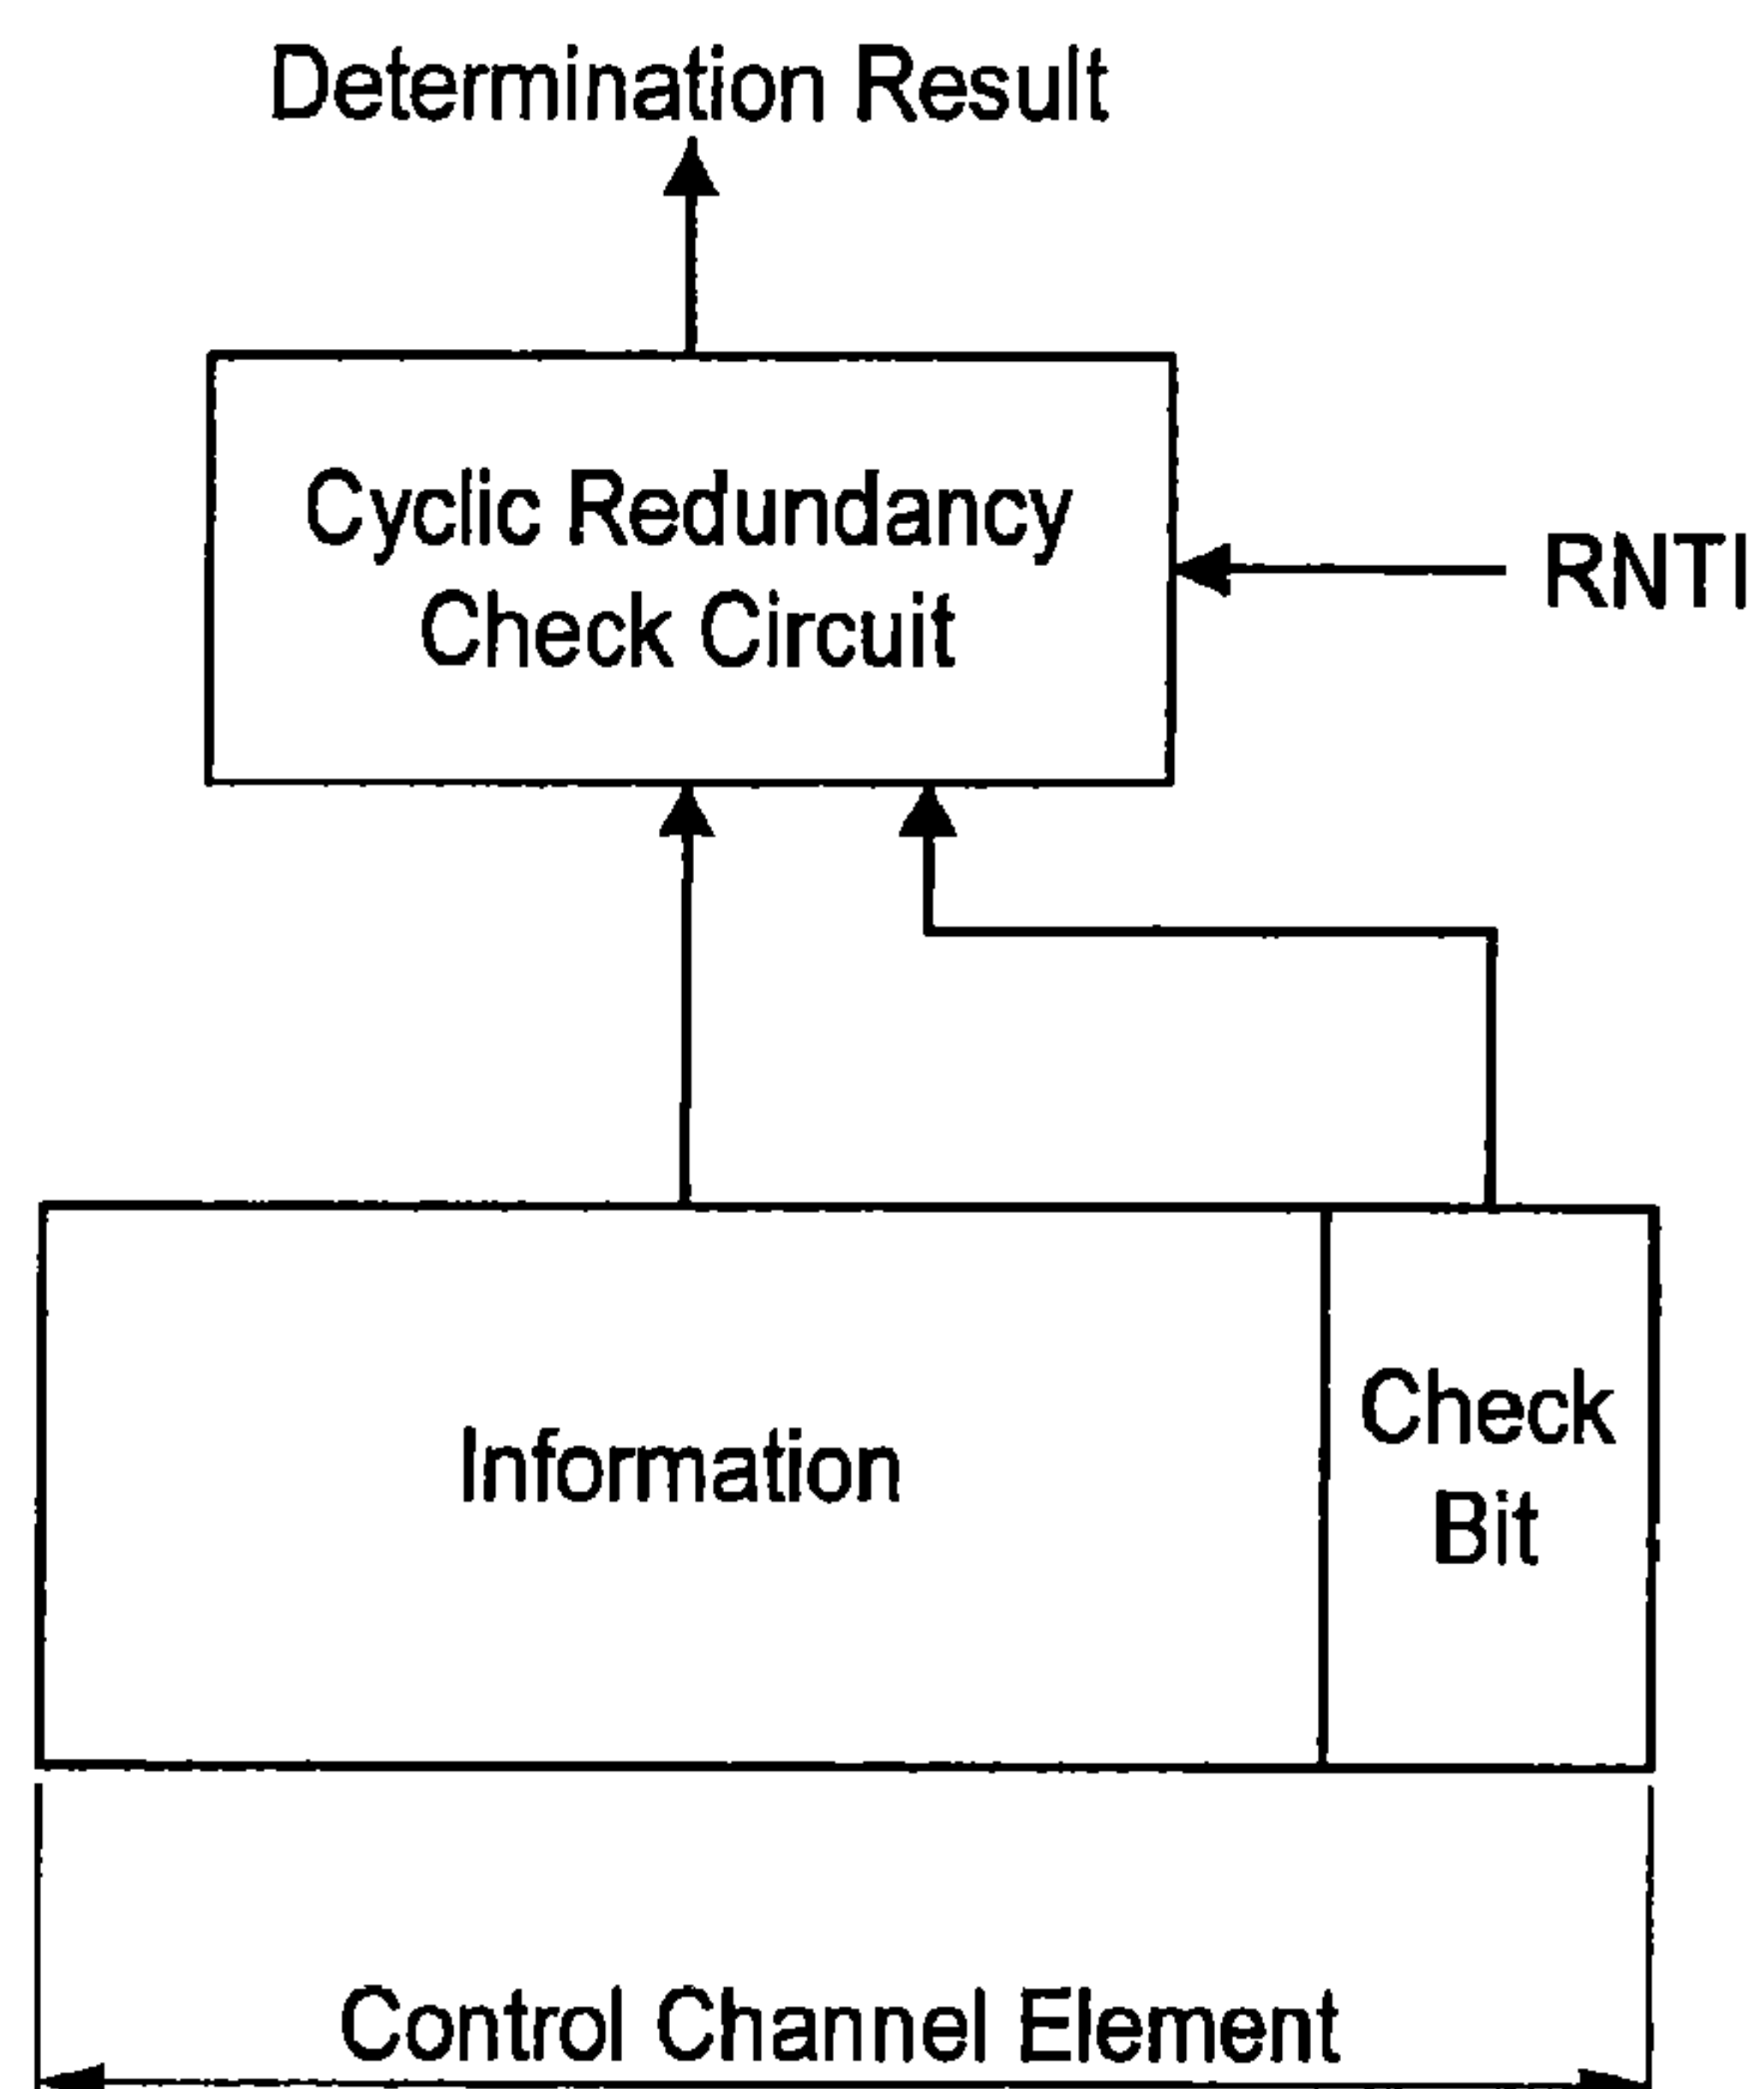 Determination Result
Cyclic Redundancy
Check Circuit
RNTI
Information
Check
Bit
Control Channel Element